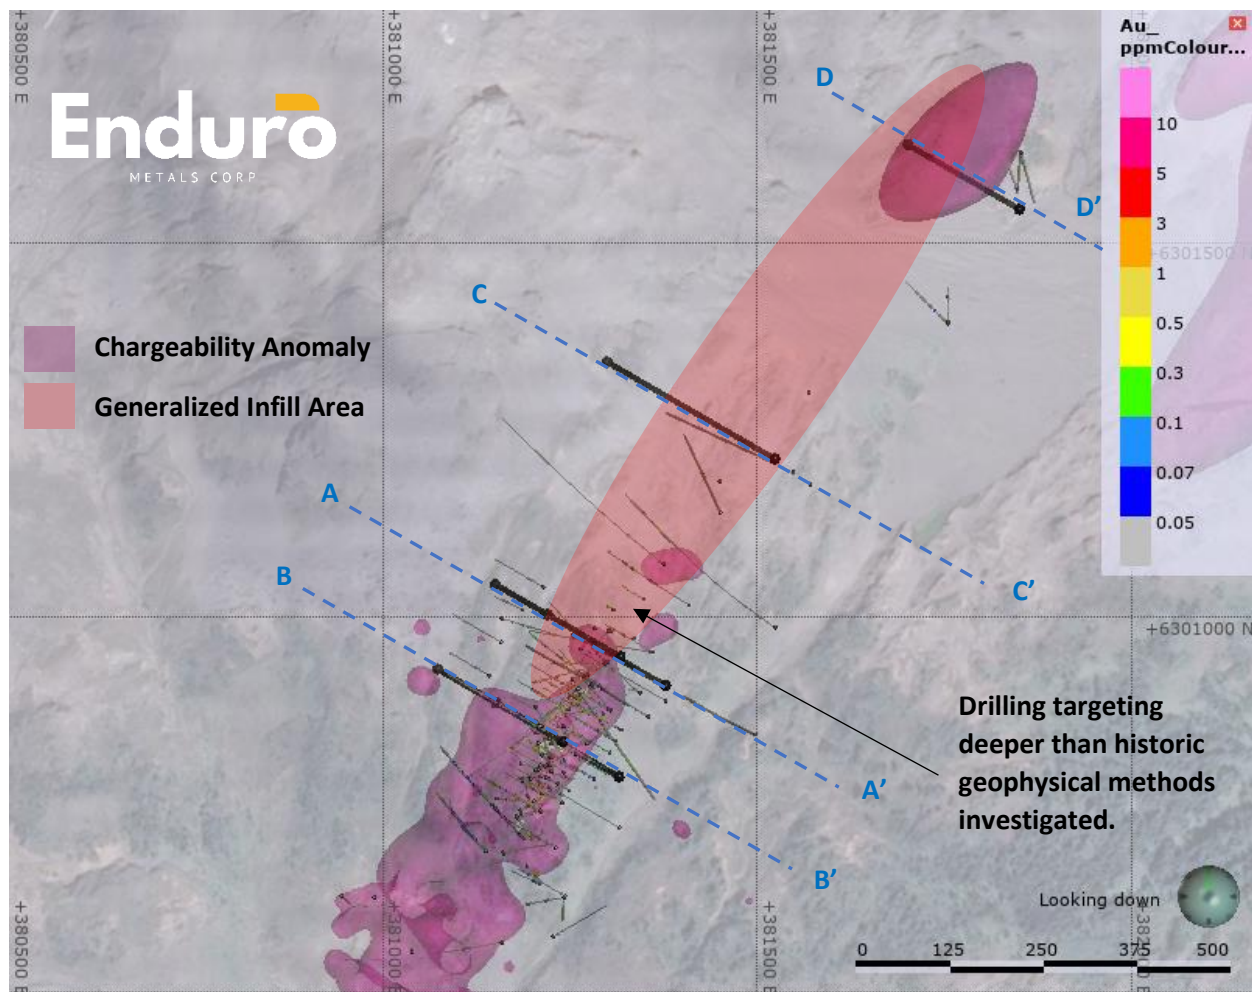 +380500 E
+381000 E
+381500 E
Au_
ppmColour...
10
5
3
1
0.5
0.3
0.1
0.07
0.05
Enduro
METALS CORP
D
D’
+6301500 N
C
Chargeability Anomaly
Generalized Infill Area
A
B
C’
+6301000 N
Drilling targeting
deeper than historic
geophysical methods
investigated.
A’
B’
Looking down
+380500 E
+381000 E
+381500 E
0 125 250 375 500